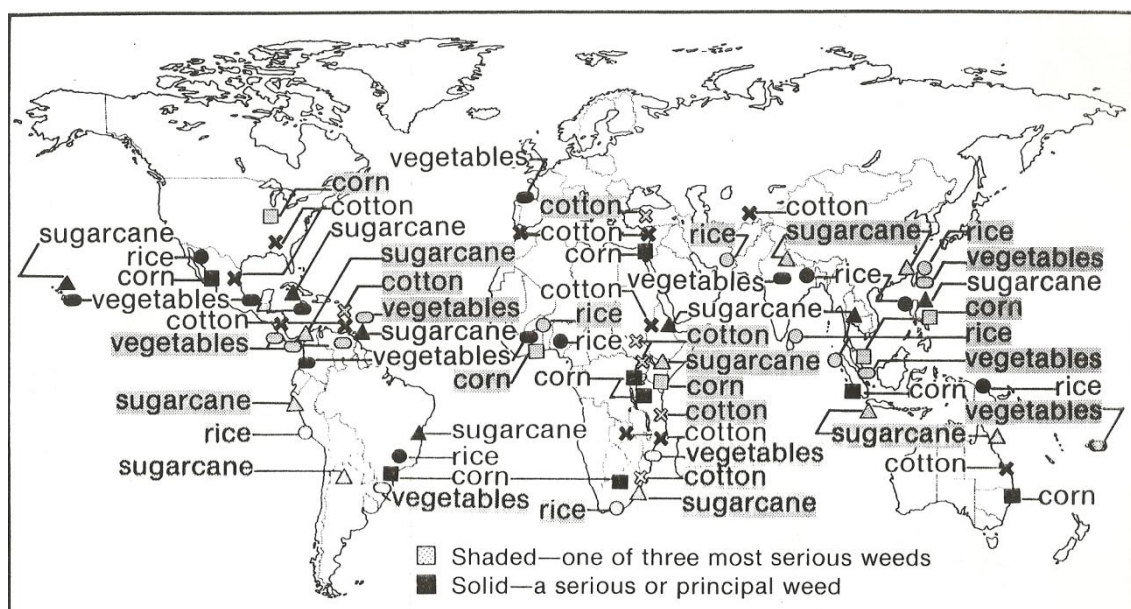 vegetables
corn
cotton
cotton
cotton
sugarcane
sugarcane
cotton
rice
sugarcane
rice
rice
corn
sugarcane
corn
vegetables
corn
cotton
vegetables
rice
sugarcane
vegetables
vegetables
cotton
corn
cotton
sugarcane
rice
sugarcane
vegetables
rice
cotton
rice
vegetables
corn
corn
sugarcane
vegetables
sugarcane
corn
corn
rice
rice
sugarcane
cotton
vegetables
rice
cotton
sugarcane
sugarcane
corn
vegetables
cotton
vegetables
rice
cotton
sugarcane
corn
Shaded—one of three most serious weeds
Solid—a serious or principal weed